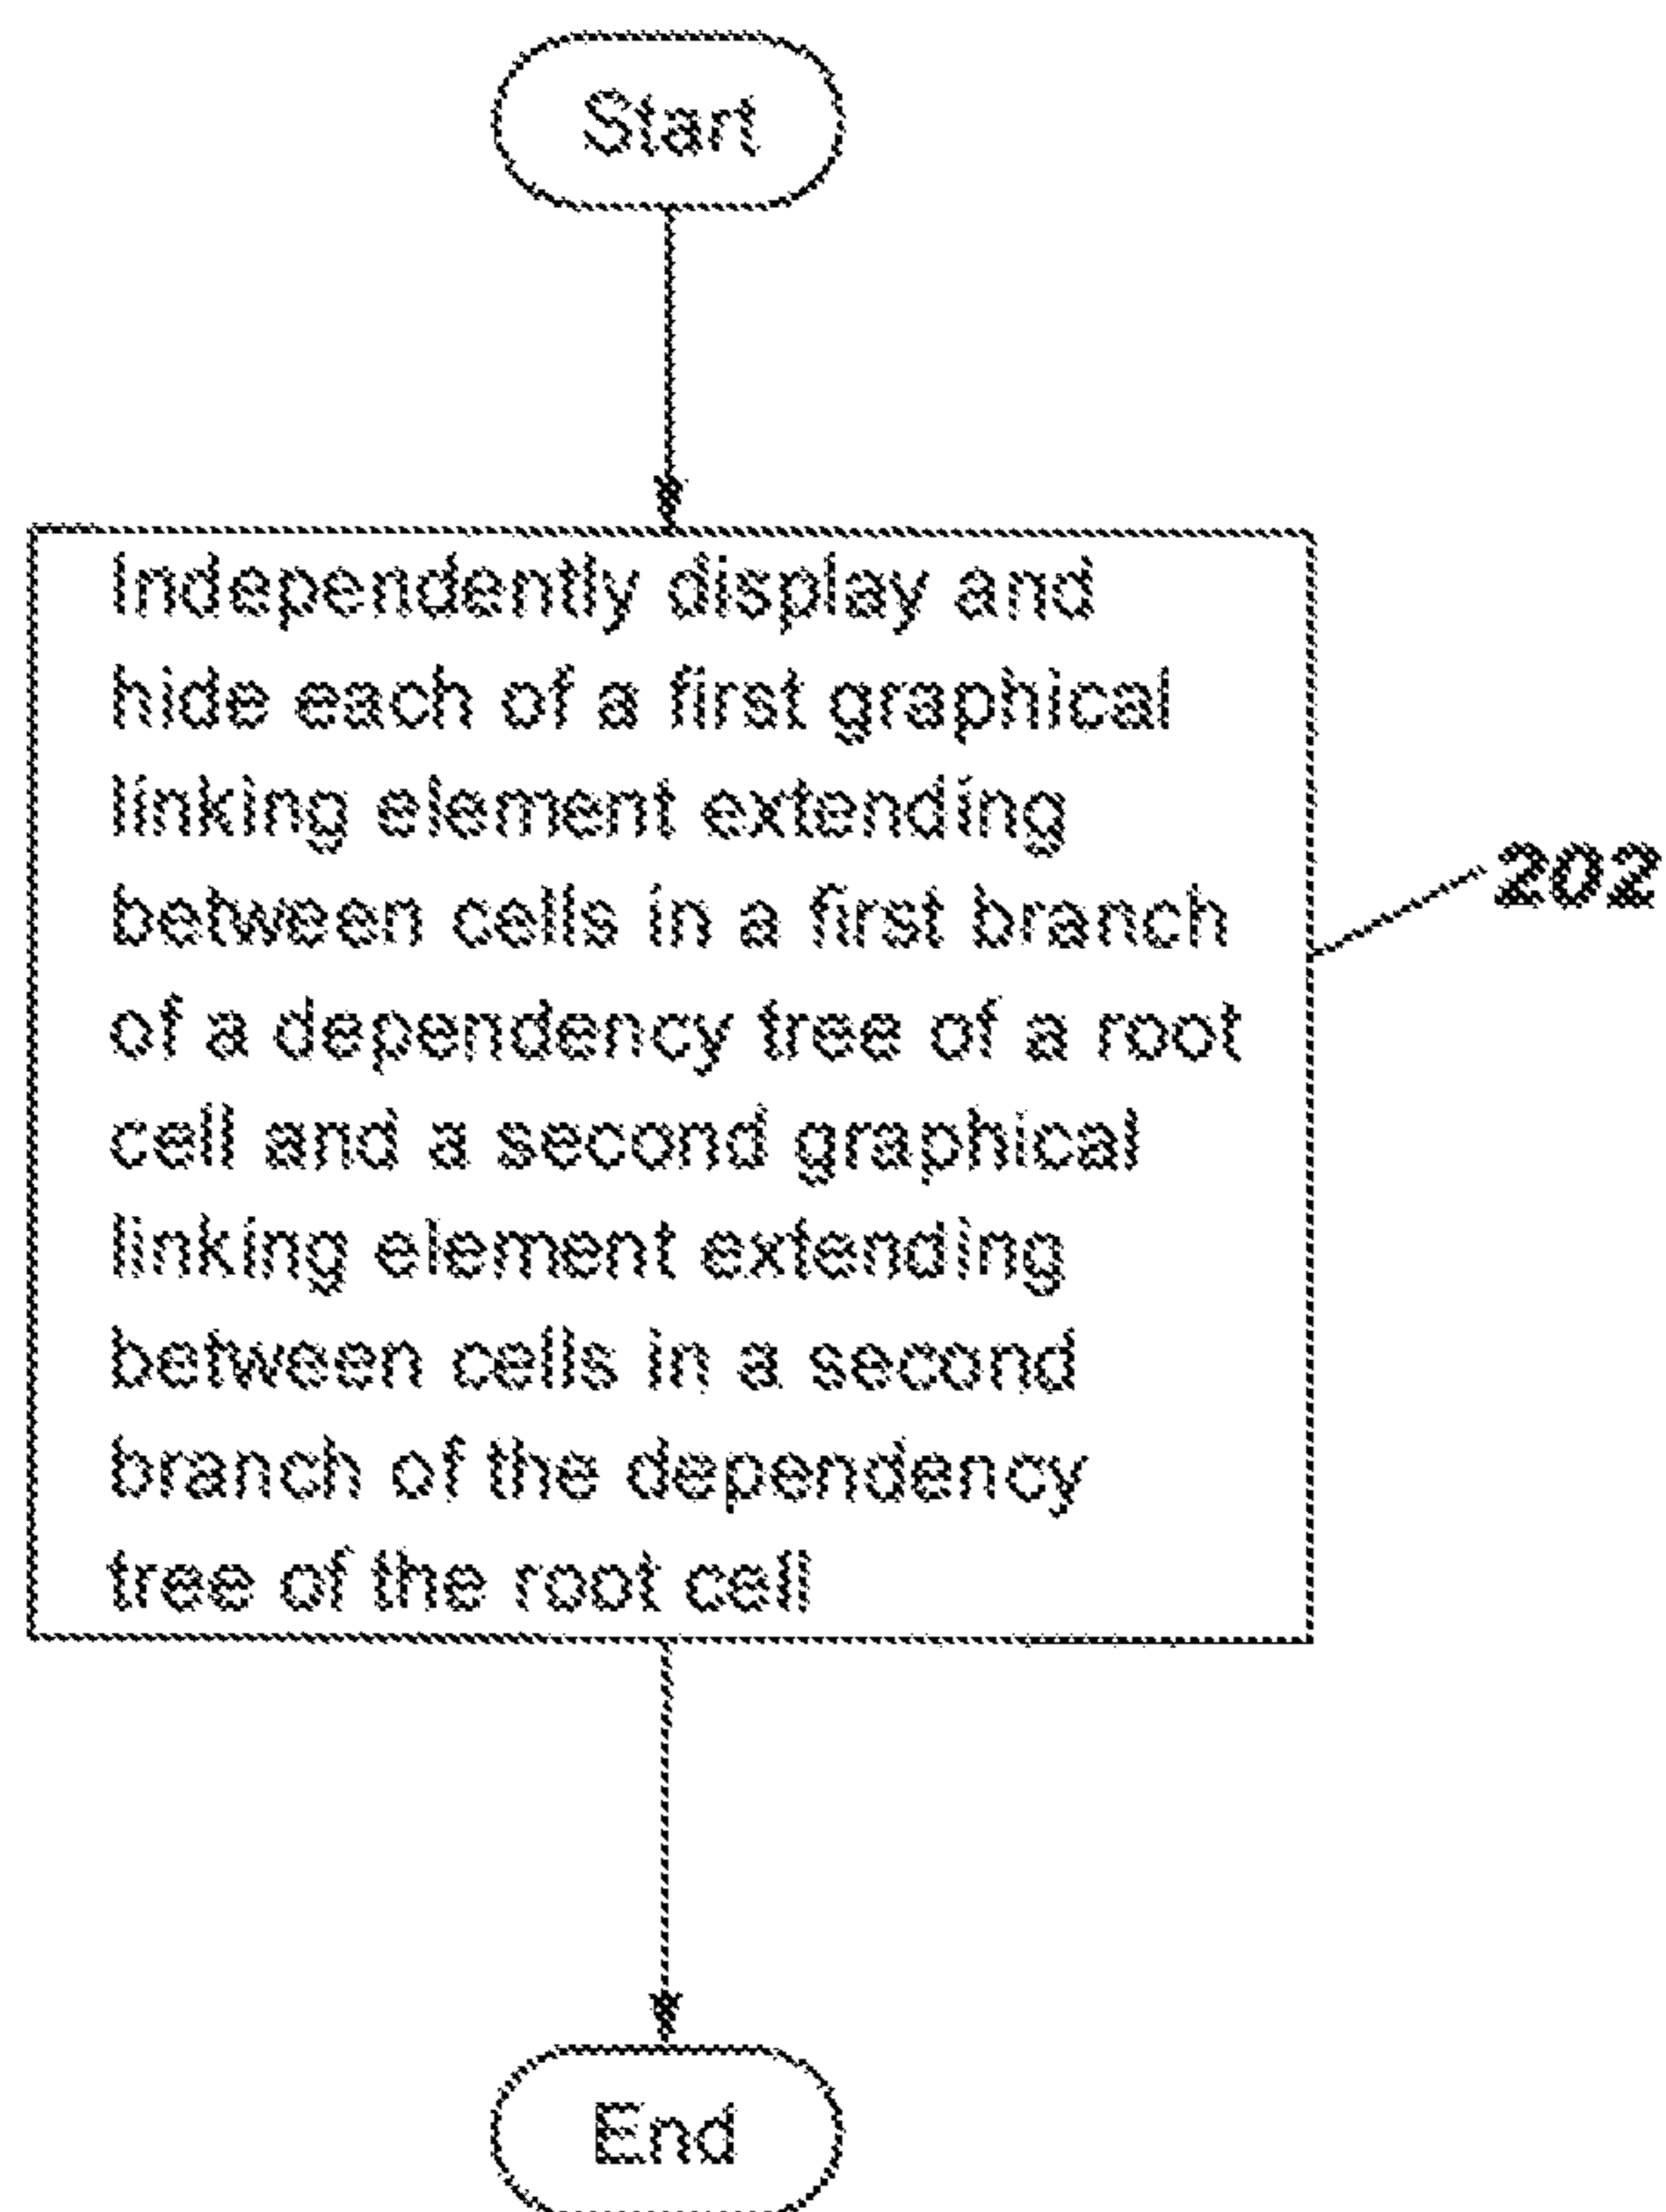 Start
Independently display and
hide each of a first graphical
linking element extending
between cells in a first branch
of a dependency tree of a root
cell and a second graphical
linking element extending
between cells in a second
branch of the dependency
tree of the root cell
202
End